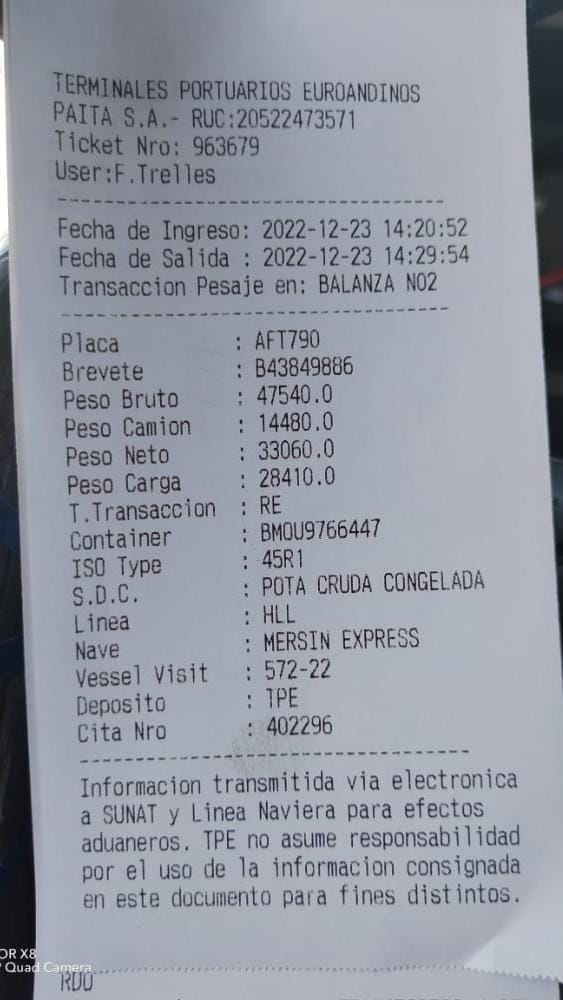 TERMINALES PORTUARIOS EUROANDINOS
PAITA S.A.- RUC:20522473571
Ticket Nro: 963679
User:F.Trelles
Fecha de Ingreso: 2022-12-23 14:20:52
Fecha de Salida : 2022-12-23 14:29:54
Transaccion Pesaje en: BALANZA NO2
Placa : AFT790
Brevete : B43849886
Peso Bruto : 47540.0
Peso Camion : 14480.0
Peso Neto : 33060.0
Peso Carga : 28410.0
T.Transaccion : RE
Container : BMOU9766447
ISO Type : 45R1
S.D.C. : POTA CRUDA CONGELADA
Linea : HLL
Nave : MERSIN EXPRESS
Vessel Visit : 572-22
Deposito : TPE
Cita Nro : 402296
Informacion transmitida via electronica
a SUNAT y Linea Naviera para efectos
aduaneros. TPE no asume responsabilidad
por el uso de la informacion consignada
en este documento para fines distintos.
OR X8
Quad Camera